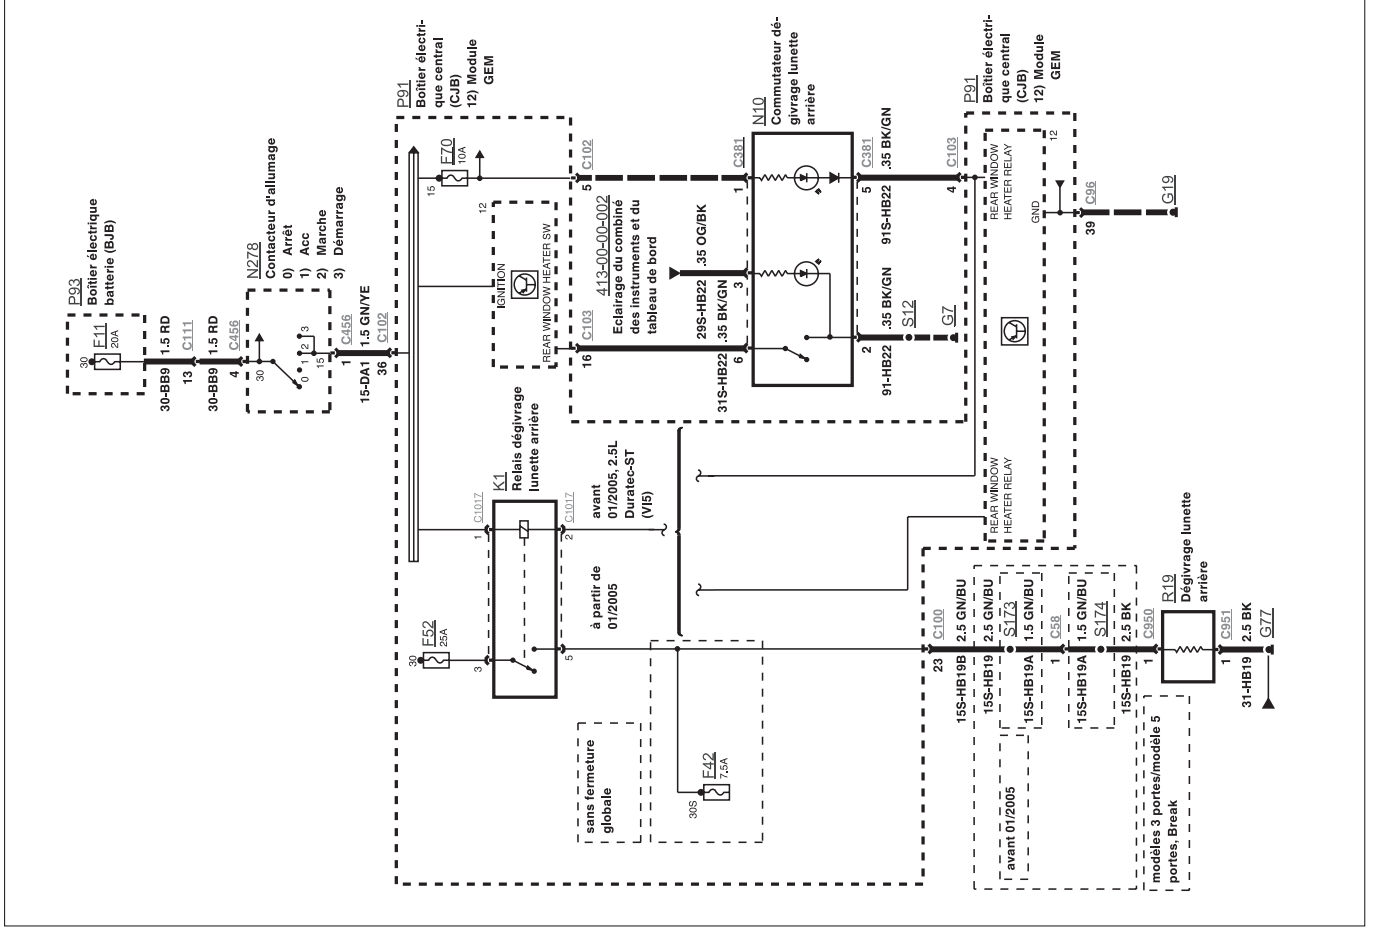 P93
Boîtier électrique
batterie (BJB)
F11
20A
30
30-BB9 1.5 RD
13 C111
30-BB9 1.5 RD
4 C456
N278
Contacteur d'allumage
0) Arrêt
1) Acc
2) Marche
3) Démarrage
30
0
1
2
3
15
1 C456
15-DA1 1.5 GN/YE
36 C102
P91
Boîtier électri-
que central
(CJB)
12) Module
GEM
15
F70
10A
12
IGNITION
REAR WINDOW HEATER SW
5 C102
16 C103
413-00-00-002
Eclairage du combiné
des instruments et du
tableau de bord
29S-HB22 .35 OG/BK
31S-HB22 .35 BK/GN
1 C381
3
6
N10
Commutateur dé-
givrage lunette
arrière
5 C381
2
91S-HB22 .35 BK/GN
91-HB22 .35 BK/GN
S12
G7
4 C103
P91
Boîtier électri-
que central
(CJB)
12) Module
GEM
12
REAR WINDOW
HEATER RELAY
GND
REAR WINDOW
HEATER RELAY
39 C96
G19
30
F52
25A
K1
Relais dégivrage
lunette arrière
1 C1017
3
2 C1017
5
avant
01/2005, 2.5L
Duratec-ST
(VI5)
à partir de
01/2005
sans fermeture
globale
30S
F42
7.5A
23 C100
15S-HB19B 2.5 GN/BU
15S-HB19 2.5 GN/BU
S173
15S-HB19A 1.5 GN/BU
1 C58
15S-HB19A 1.5 GN/BU
S174
15S-HB19 2.5 BK
1 C950
avant 01/2005
modèles 3 portes/modèle 5
portes, Break
R19
Dégivrage lunette
arrière
1 C951
31-HB19 2.5 BK
G77